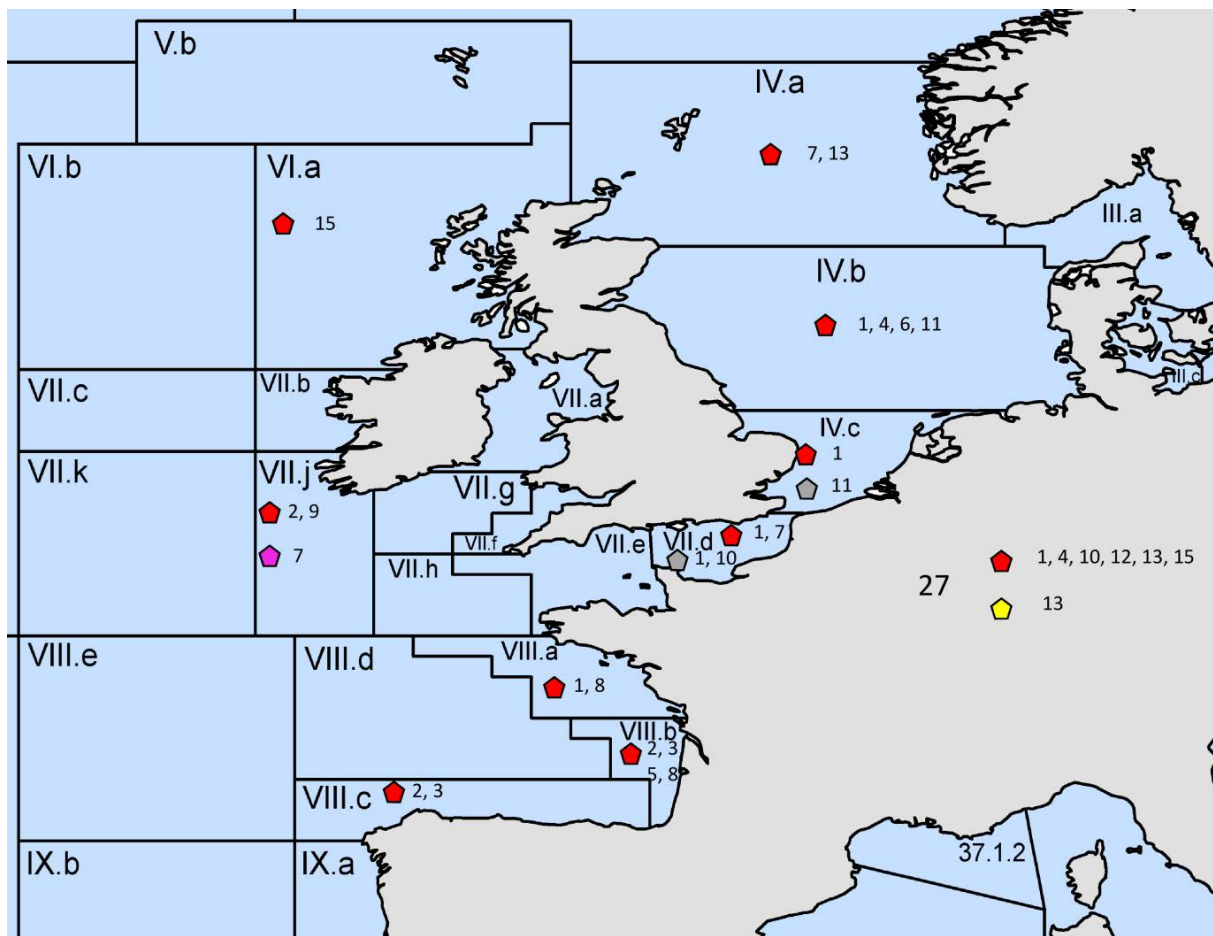 V.b
IV.a
7, 13
VI.b
VI.a
15
III.a
IV.b
1, 4, 6, 11
III.c
VII.c
VII.b
VII.a
IV.c
1
11
VII.k
VII.j
2, 9
7
VII.g
VII.f
VII.e
VII.d
1, 7
1, 10
VII.h
27
1, 4, 10, 12, 13, 15
13
VIII.e
VIII.d
VIII.a
1, 8
VIII.b
2, 3
5, 8
VIII.c
2, 3
IX.b
IX.a
37.1.2